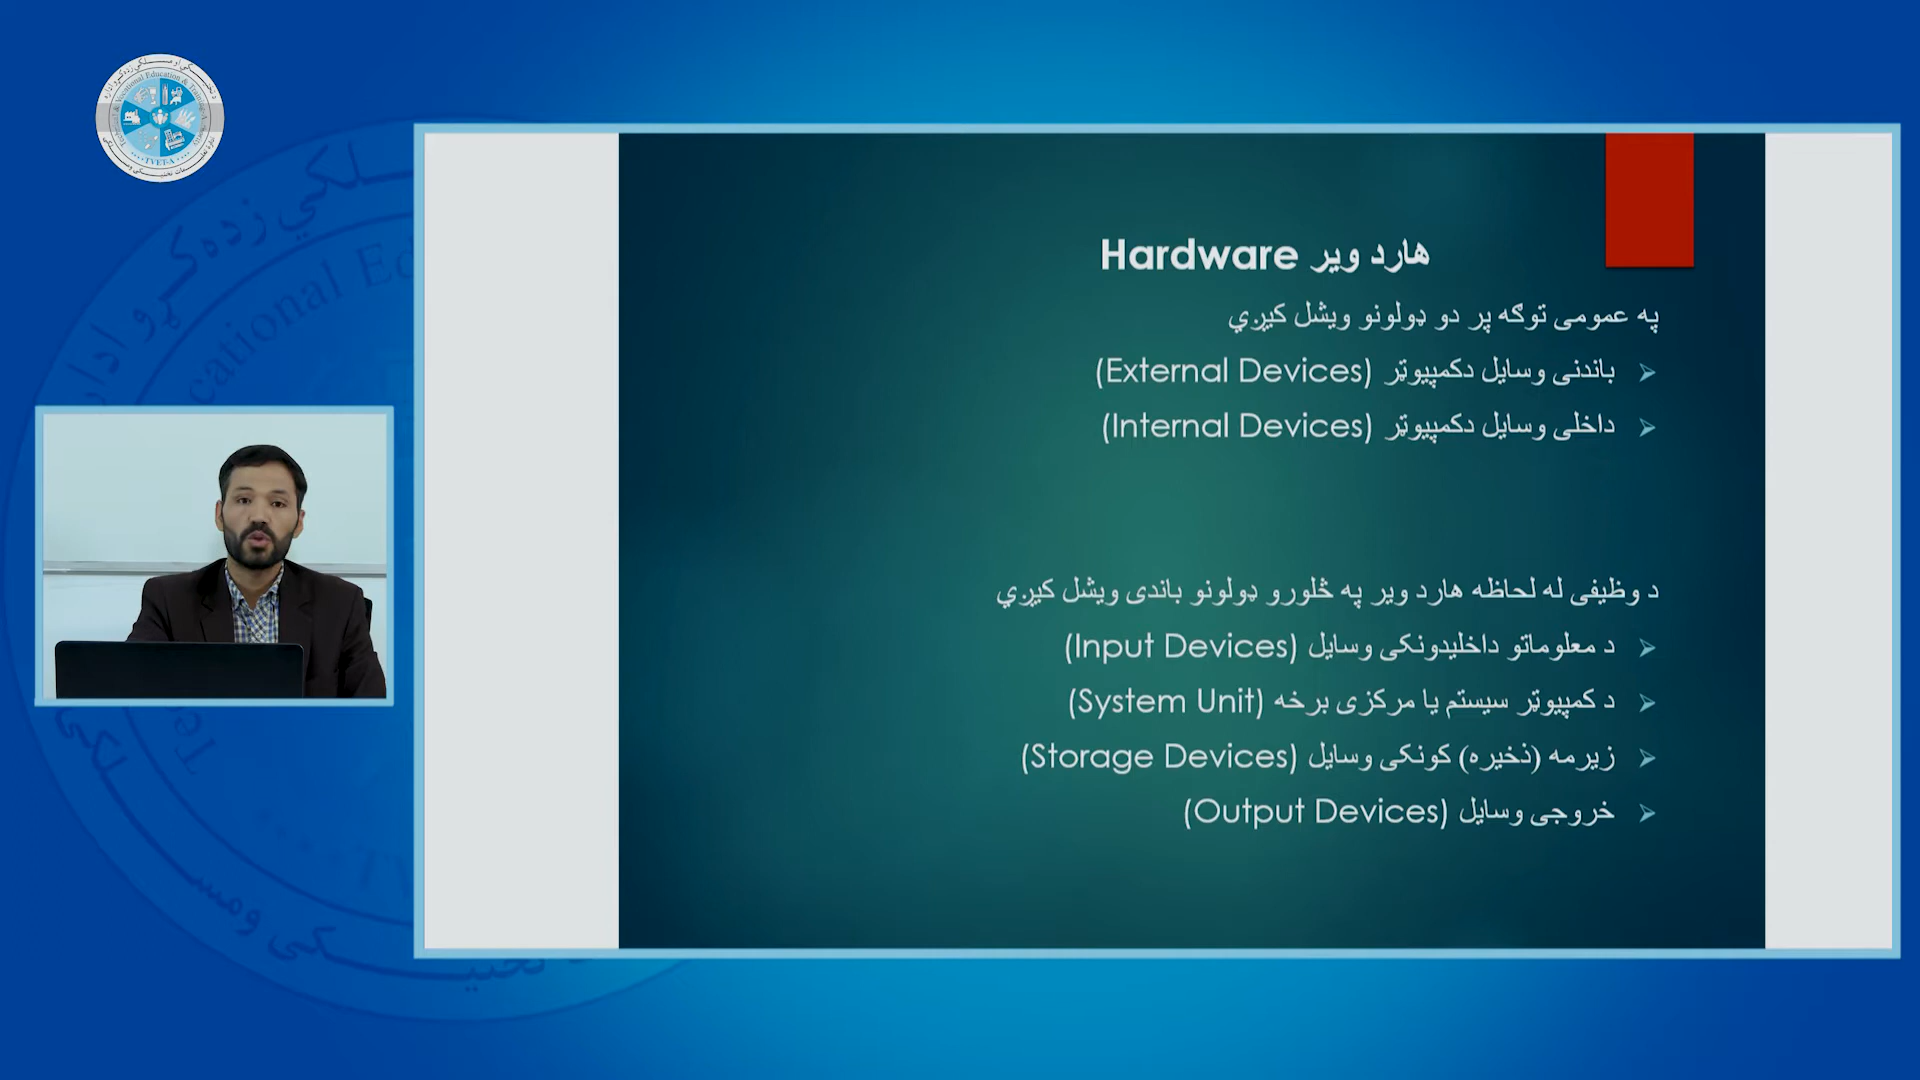 هارد ویر Hardware
په عمومی توګه پر دو ډولونو ویشل کیږي
باندنی وسایل دکمپیوټر (External Devices)
داخلی وسایل دکمپیوټر (Internal Devices)
د وظیفی له لحاظه هارد ویر په څلورو ډولونو باندی ویشل کیږي
د معلوماتو داخلیدونکی وسایل (Input Devices)
د کمپیوټر سیستم یا مرکزی برخه (System Unit)
زیرمه (ذخیره) کونکی وسایل (Storage Devices)
خروجی وسایل (Output Devices)
TVET-A